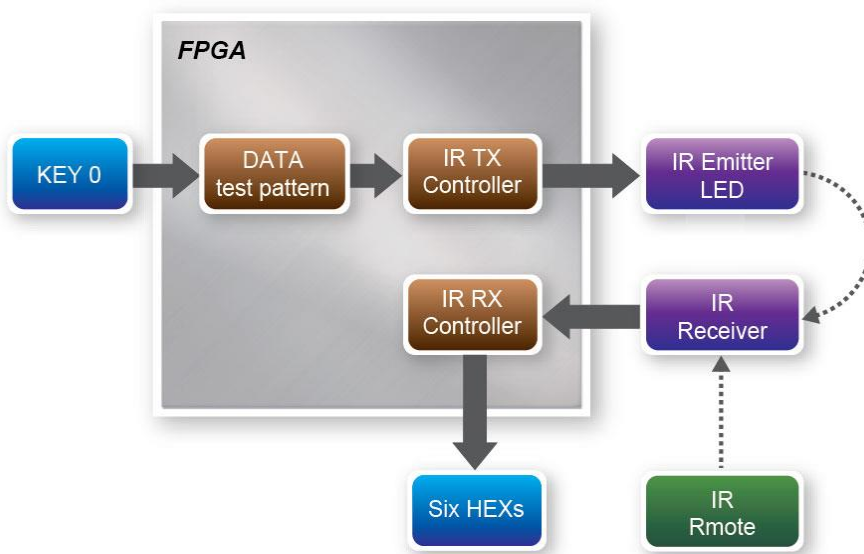 FPGA
KEY 0
DATA
test pattern
IR TX
Controller
IR Emitter
LED
IR RX
Controller
IR
Receiver
Six HEXs
IR
Rmote